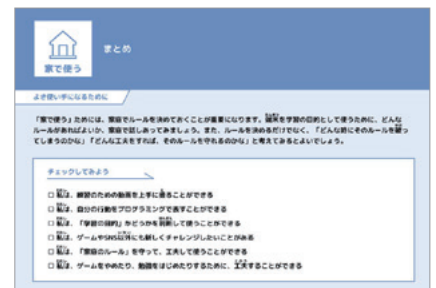 家で使う
まとめ
よき使い手になるために
「家で使う」ためには、家庭でルールを決めておくことが重要になります。端末を学習の目的として使うために、どんな
ルールがあればよいか、家庭で話しあってみましょう。また、ルールを決めるだけでなく、「どんな時にそのルールを破っ
てしまうのかな」「どんな工夫をすれば、そのルールを守れるのかな」と考えてみるとよいでしょう。
チェックしてみよう
□ 私は、練習のための動画を上手に撮ることができる
□ 私は、自分の行動をプログラミングで表すことができる
□ 私は、「学習の目的」かどうかを判断して使うことができる
□ 私は、ゲームやSNS以外にも新しくチャレンジしたいことがある
□ 私は、「家庭のルール」を守って、工夫して使うことができる
□ 私は、ゲームをやめたり、勉強をはじめたりするために、工夫することができる